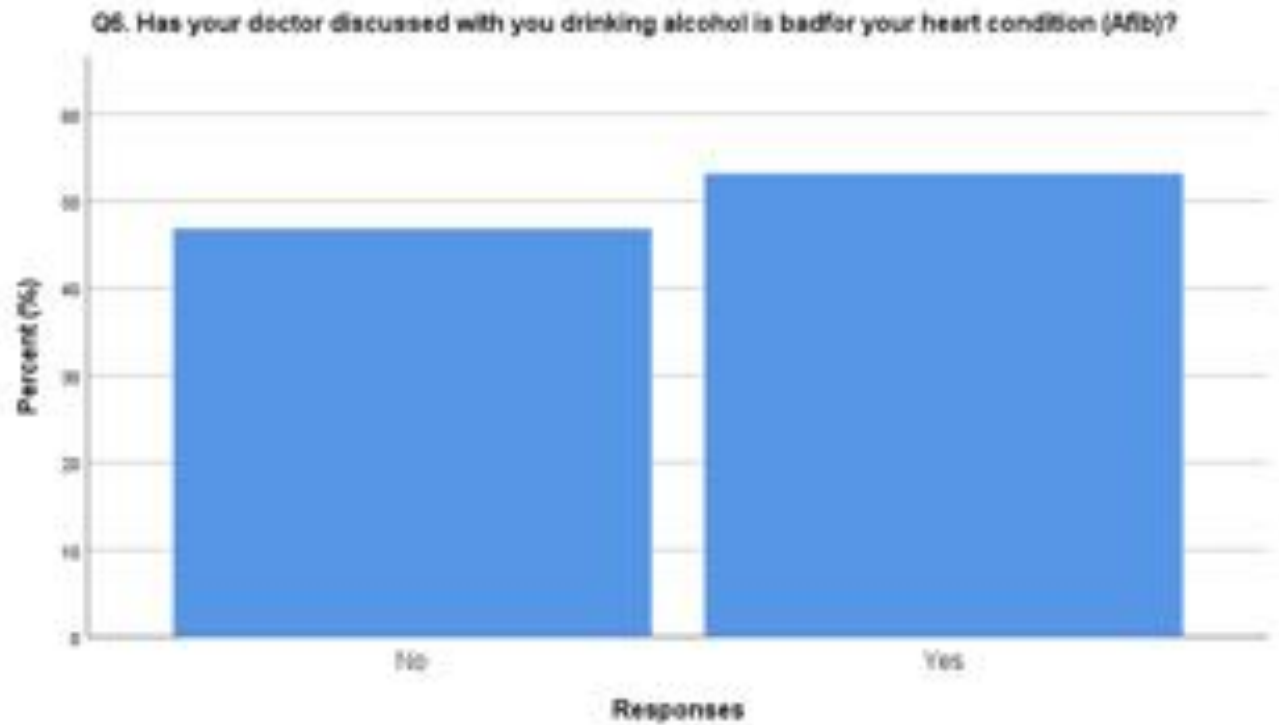 Q6. Has your doctor discussed with you drinking alcohol is badfor your heart condition (Afib)?
60
50
40
30
20
10
0
Percent (%)
No
Yes
Responses